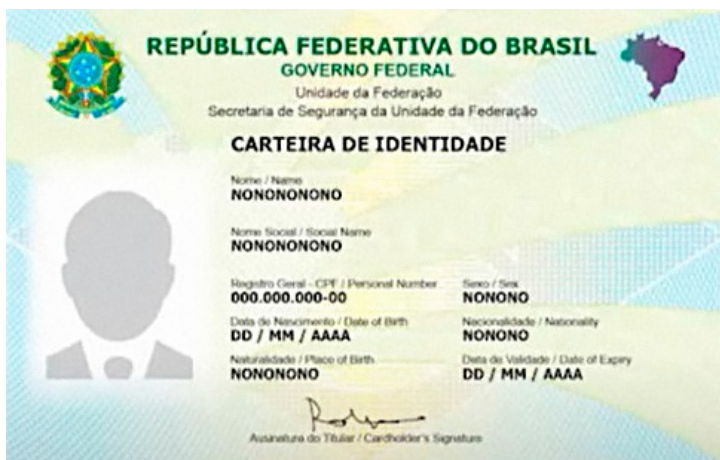 REPÚBLICA FEDERATIVA DO BRASIL
GOVERNO FEDERAL
Unidade da Federação
Secretaria de Segurança da Unidade da Federação
CARTEIRA DE IDENTIDADE
Nome / Name
NONONONONO
Nome Social / Social Name
NONONONONO
Registro Geral - CPF / Personal Number
Sexo / Sex
000.000.000-00
NONONO
Data de Nascimento / Date of Birth
Nacionalidade / Nationality
DD / MM / AAAA
NONONO
Naturalidade / Place of Birth
Data de Validade / Date of Expiry
NONONONO
DD / MM / AAAA
Assinatura do Titular / Cardholder's Signature